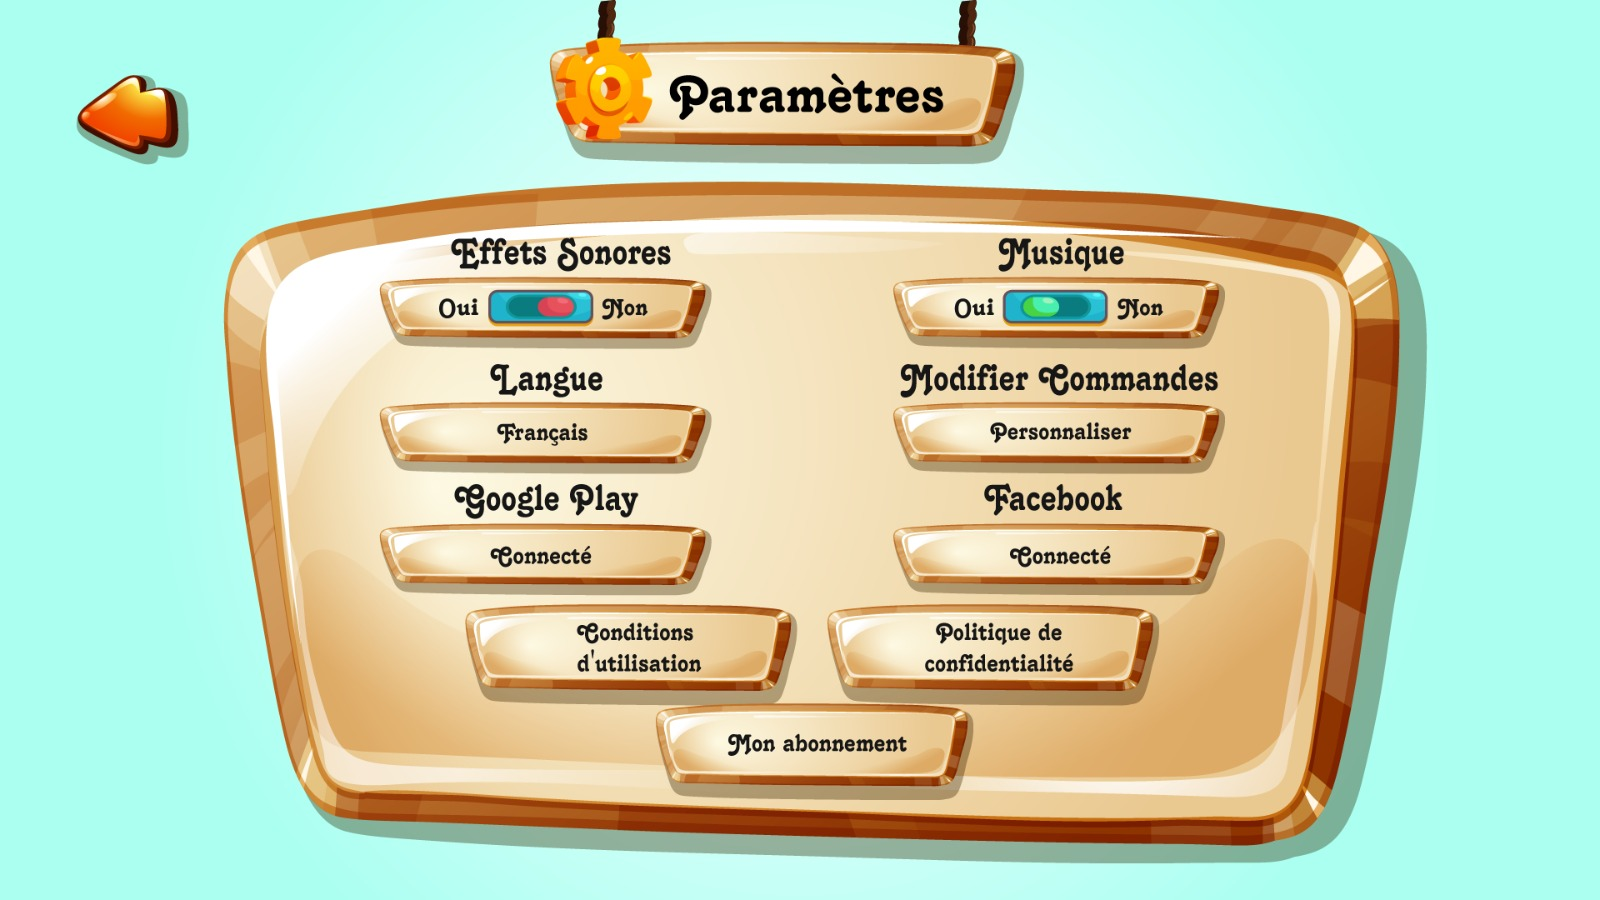 Paramètres
Effets Sonores
Oui Non
Musique
Oui Non
Langue
Français
Modifier Commandes
Personnaliser
Google Play
Connecté
Facebook
Connecté
Conditions
d'utilisation
Politique de
confidentialité
Mon abonnement